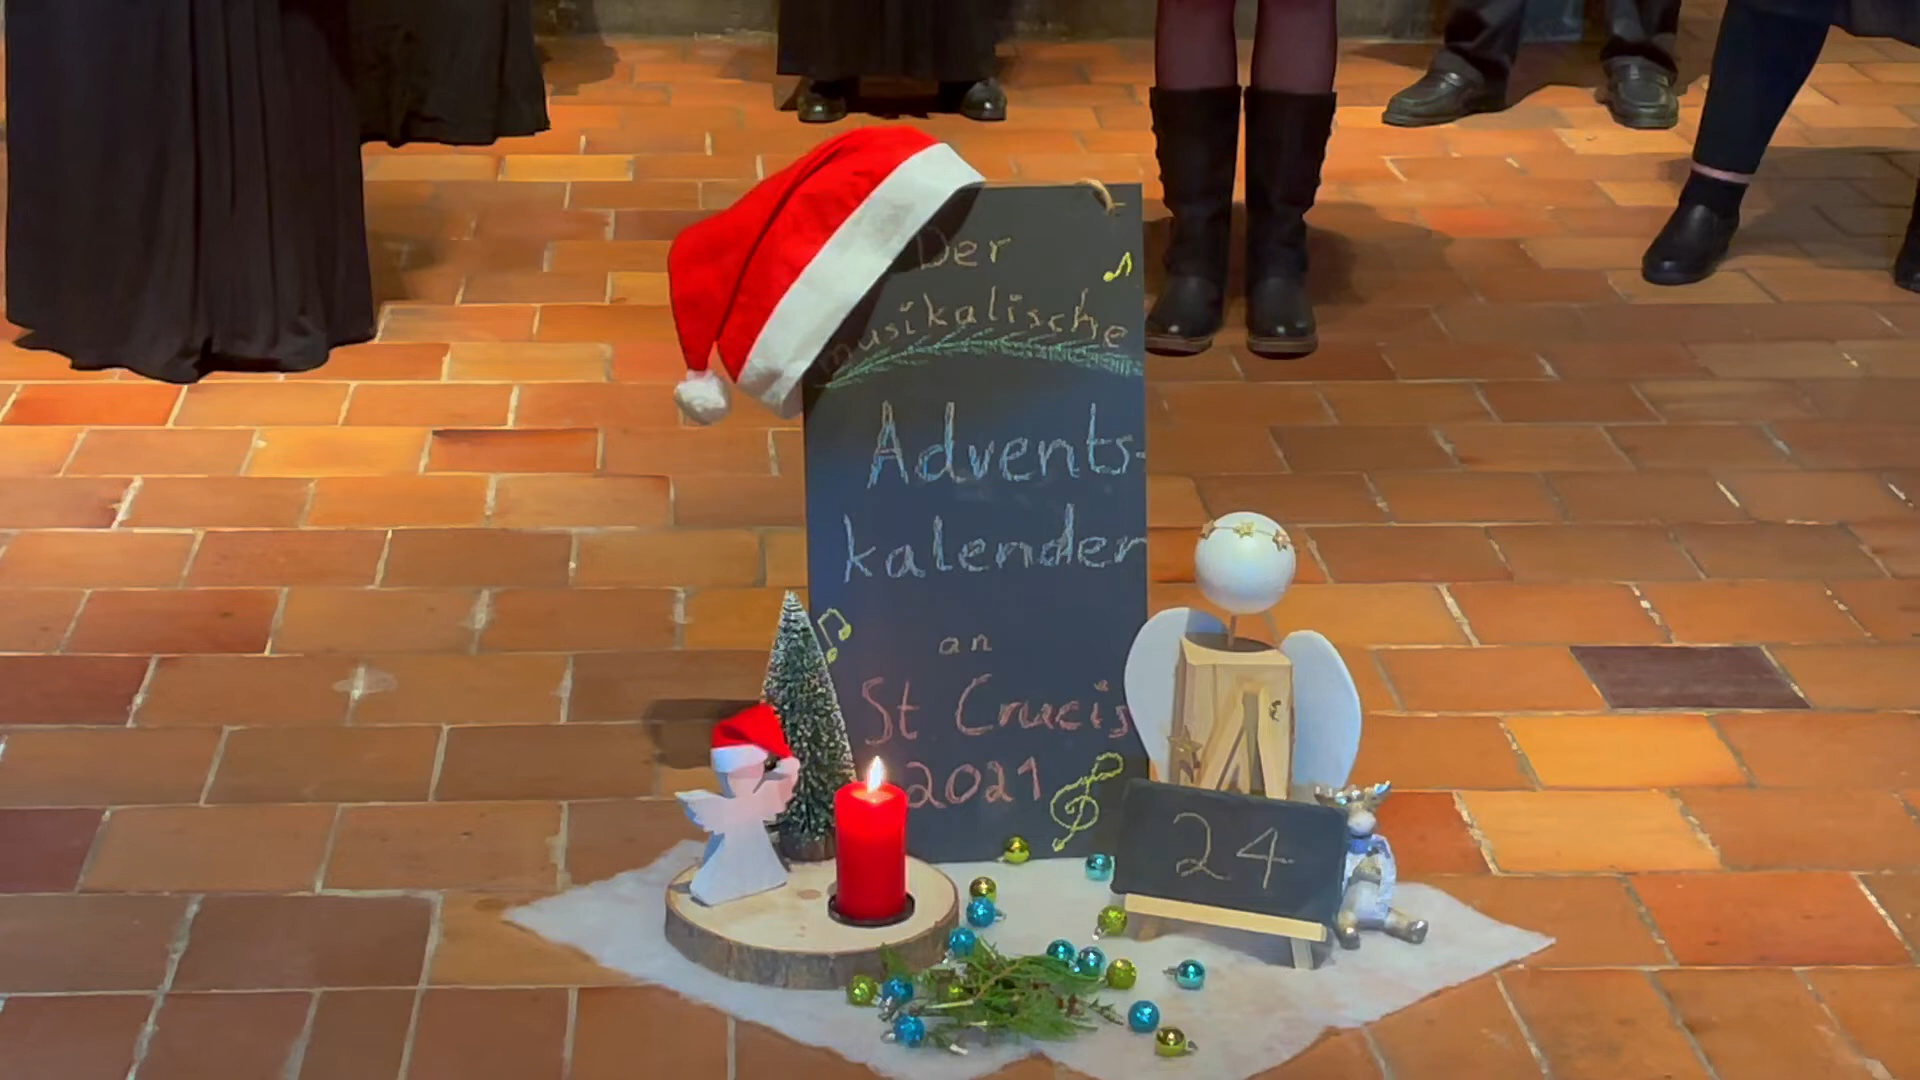 Der
musikalische
Advents-
kalender
an
St Crucis
2021
24